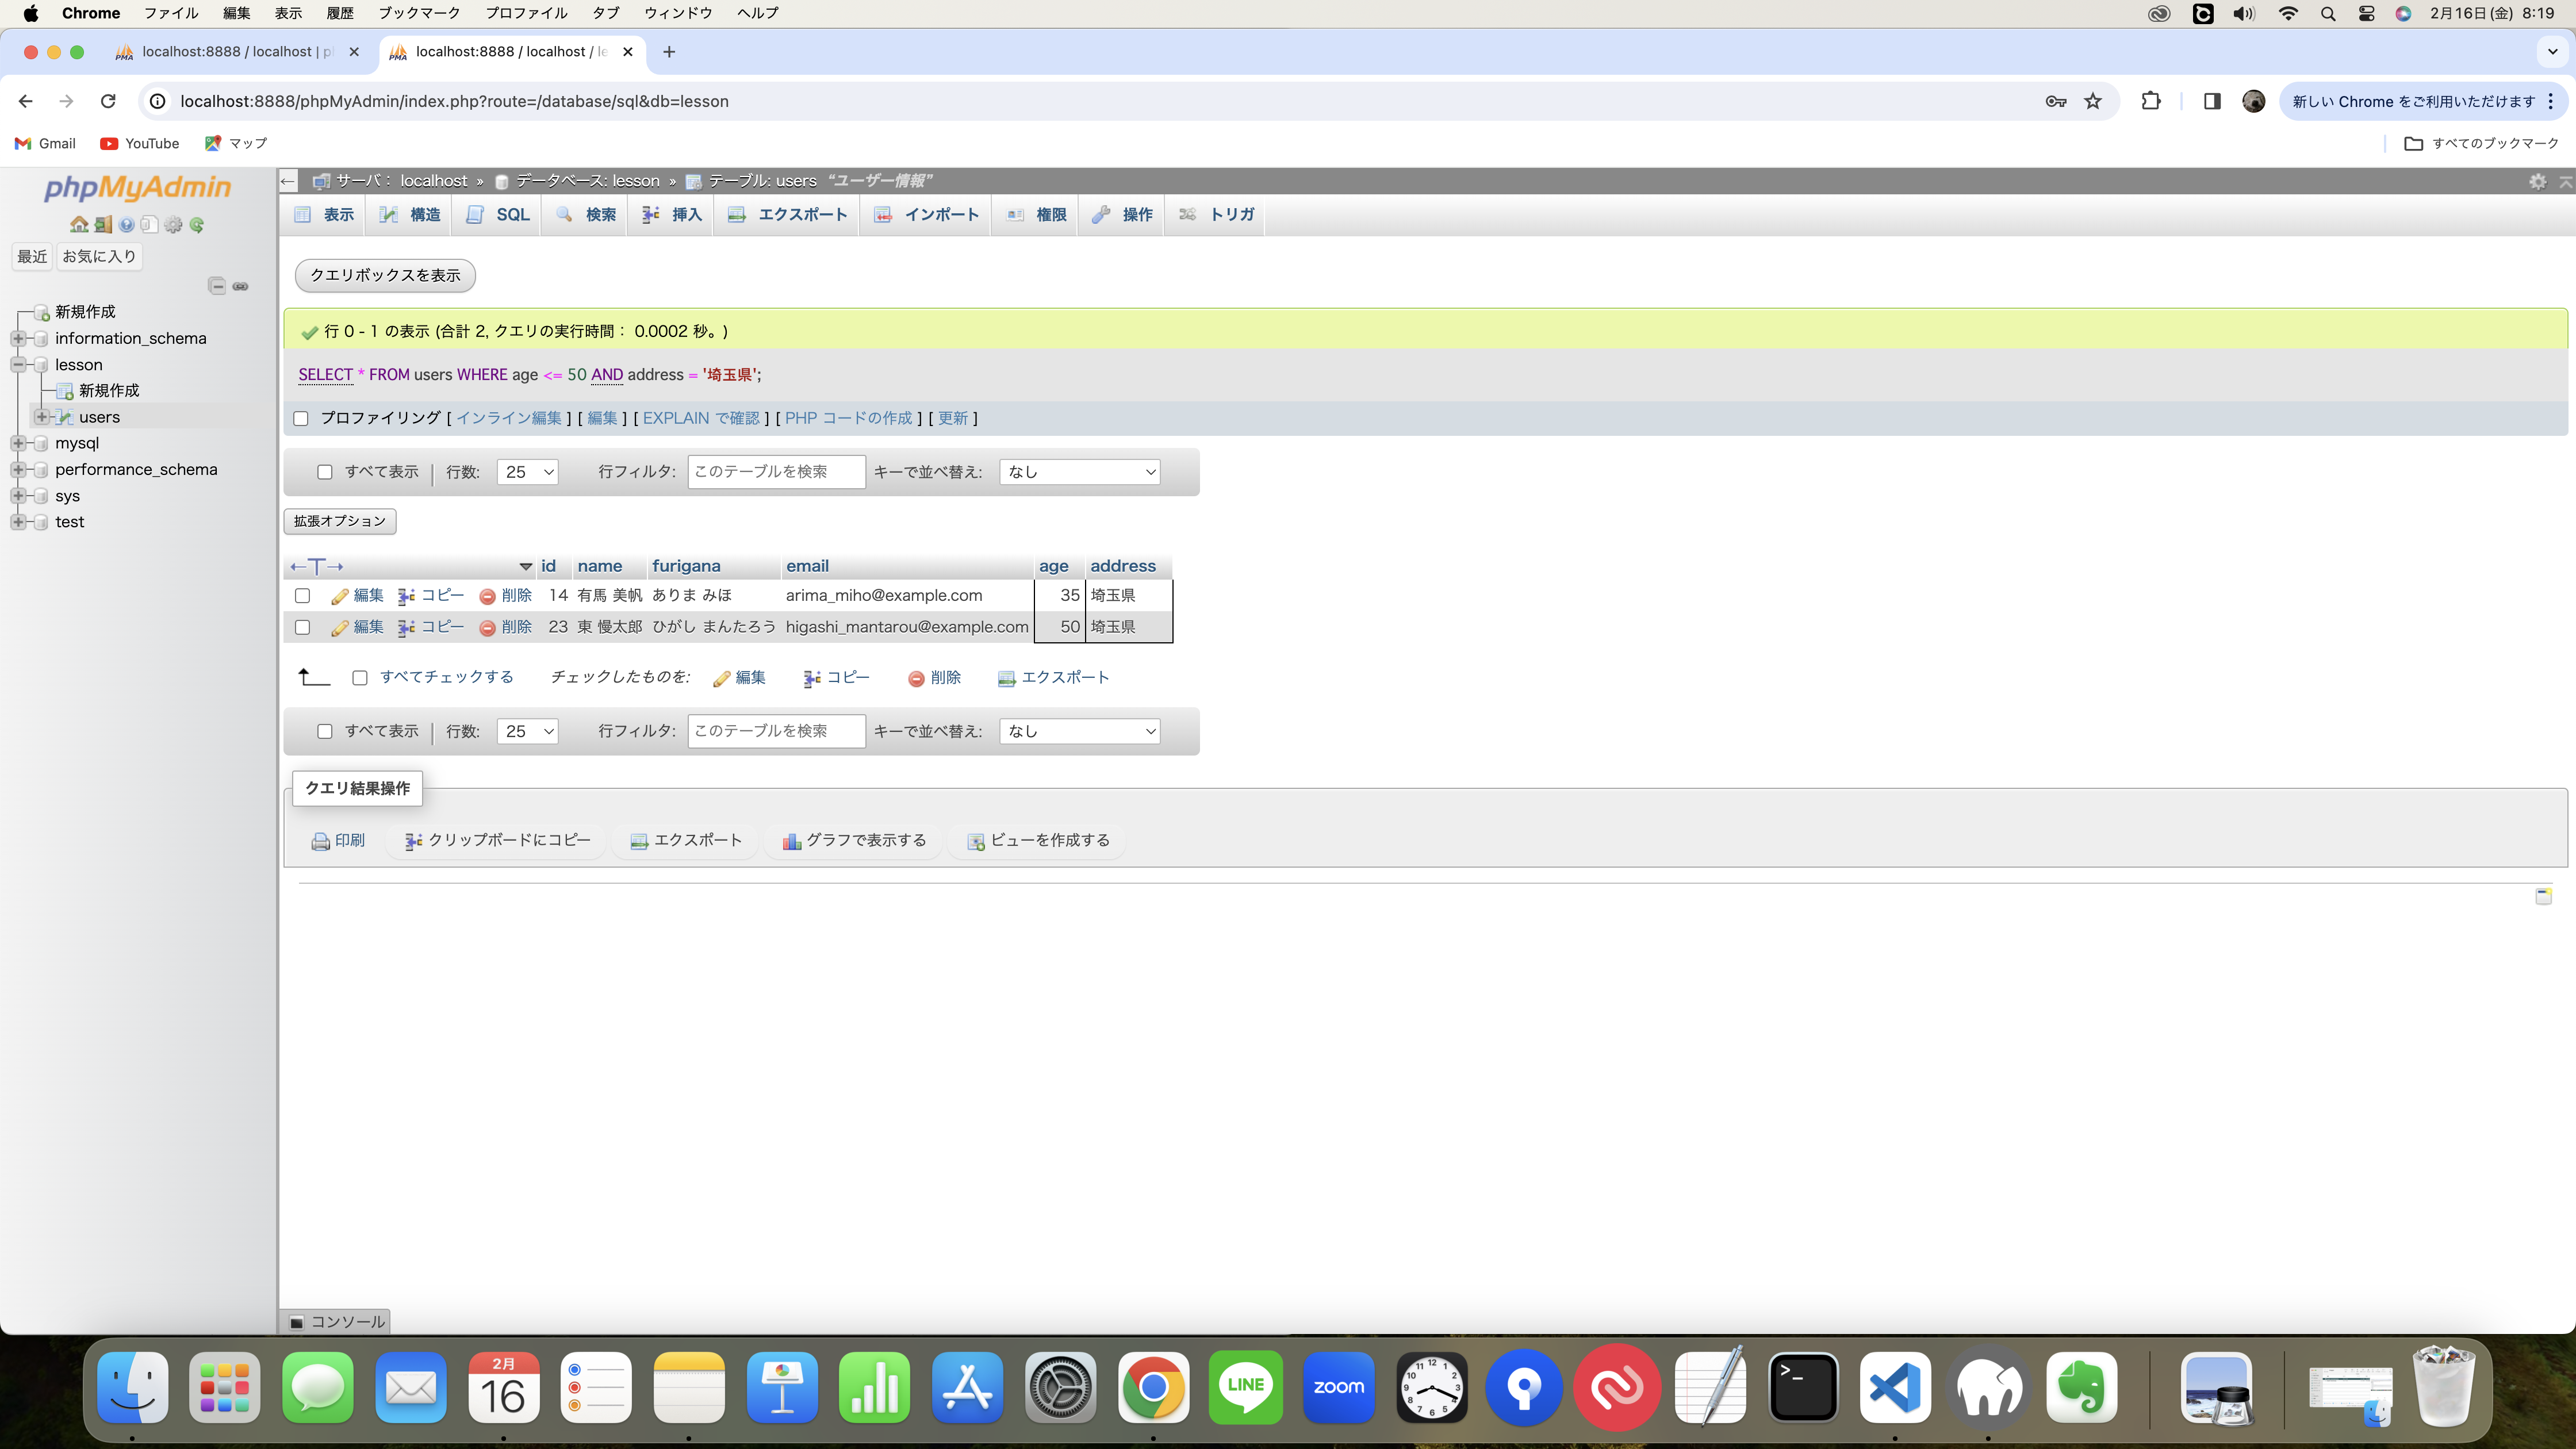 Chrome ファイル 編集 表示 履歴 ブックマーク プロファイル タブ ウィンドウ ヘルプ 2月16日(金) 8:19
PMA localhost:8888 / localhost | p PMA localhost:8888 / localhost / le
localhost:8888/phpMyAdmin/index.php?route=/database/sql&db=lesson 新しい Chrome をご利用いただけます
Gmail YouTube マップ すべてのブックマーク
phpMyAdmin
最近 お気に入り
新規作成
information_schema
lesson
新規作成
users
mysql
performance_schema
sys
test
サーバ： localhost » データベース: lesson » テーブル: users “ユーザー情報”
表示 構造 SQL 検索 挿入 エクスポート インポート 権限 操作 トリガ
クエリボックスを表示
行 0 - 1 の表示 (合計 2, クエリの実行時間： 0.0002 秒。)
SELECT * FROM users WHERE age <= 50 AND address = '埼玉県';
プロファイリング [ インライン編集 ] [ 編集 ] [ EXPLAIN で確認 ] [ PHP コードの作成 ] [ 更新 ]
すべて表示 | 行数: 25 行フィルタ: このテーブルを検索 キーで並べ替え: なし
拡張オプション
←T→ id name furigana email age address
編集 コピー 削除 14 有馬 美帆 ありま みほ arima_miho@example.com 35 埼玉県
編集 コピー 削除 23 東 慢太郎 ひがし まんたろう higashi_mantarou@example.com 50 埼玉県
すべてチェックする チェックしたものを: 編集 コピー 削除 エクスポート
すべて表示 | 行数: 25 行フィルタ: このテーブルを検索 キーで並べ替え: なし
クエリ結果操作
印刷 クリップボードにコピー エクスポート グラフで表示する ビューを作成する
コンソール
2月
16
LINE
zoom